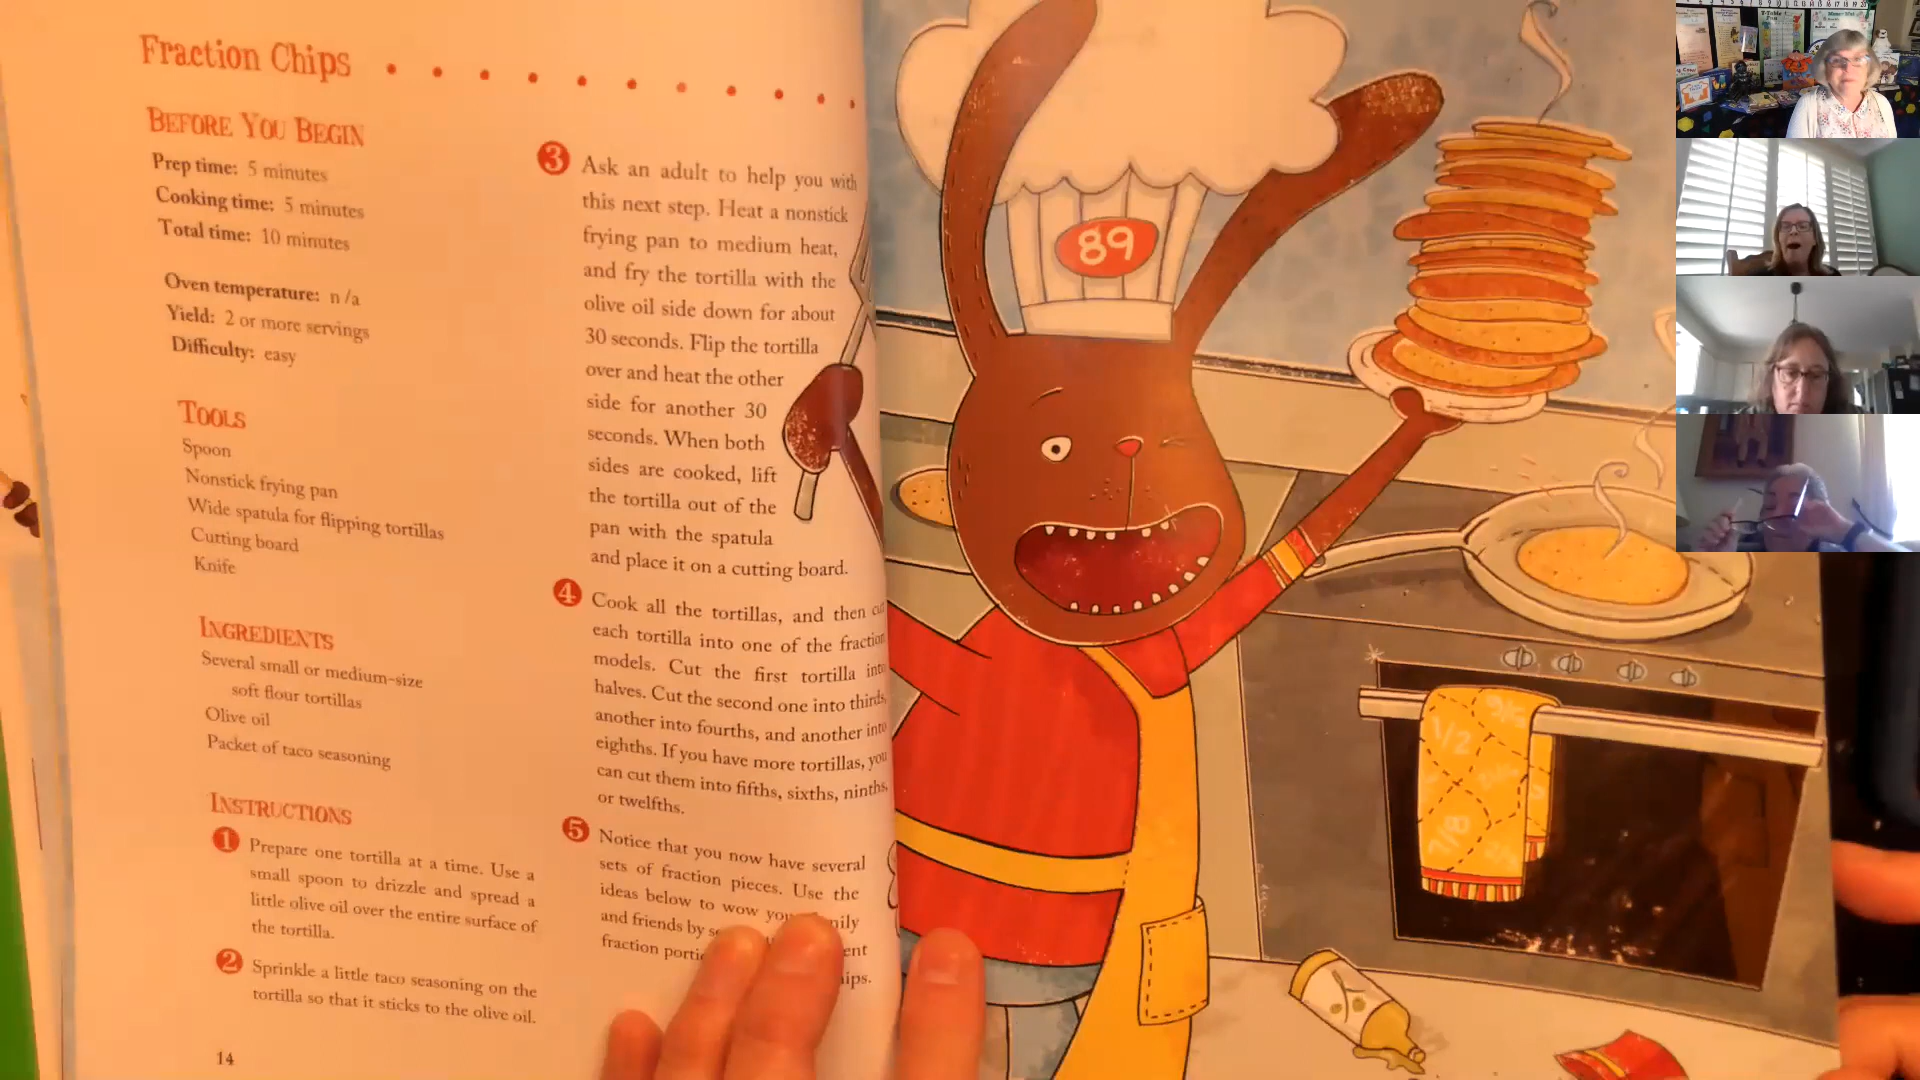 Fraction Chips
BEFORE YOU BEGIN
Prep time: 5 minutes
Cooking time: 5 minutes
Total time: 10 minutes
Oven temperature: n/a
Yield: 2 or more servings
Difficulty: easy
TOOLS
Spoon
Nonstick frying pan
Wide spatula for flipping tortillas
Cutting board
Knife
INGREDIENTS
Several small or medium-size
soft flour tortillas
Olive oil
Packet of taco seasoning
INSTRUCTIONS
1 Prepare one tortilla at a time. Use a
small spoon to drizzle and spread a
little olive oil over the entire surface of
the tortilla.
2 Sprinkle a little taco seasoning on the
tortilla so that it sticks to the olive oil.
14
3 Ask an adult to help you with
this next step. Heat a nonstick
frying pan to medium heat,
and fry the tortilla with the
olive oil side down for about
30 seconds. Flip the tortilla
over and heat the other
side for another 30
seconds. When both
sides are cooked, lift
the tortilla out of the
pan with the spatula
and place it on a cutting board.
4 Cook all the tortillas, and then
each tortilla into one of the fraction
models. Cut the first tortilla into
halves. Cut the second one into thirds,
another into fourths, and another into
eighths. If you have more tortillas, you
can cut them into fifths, sixths, ninths,
or twelfths.
5 Notice that you now have several
sets of fraction pieces. Use the
ideas below to wow
and friends by
fraction
89
1/2
7/8